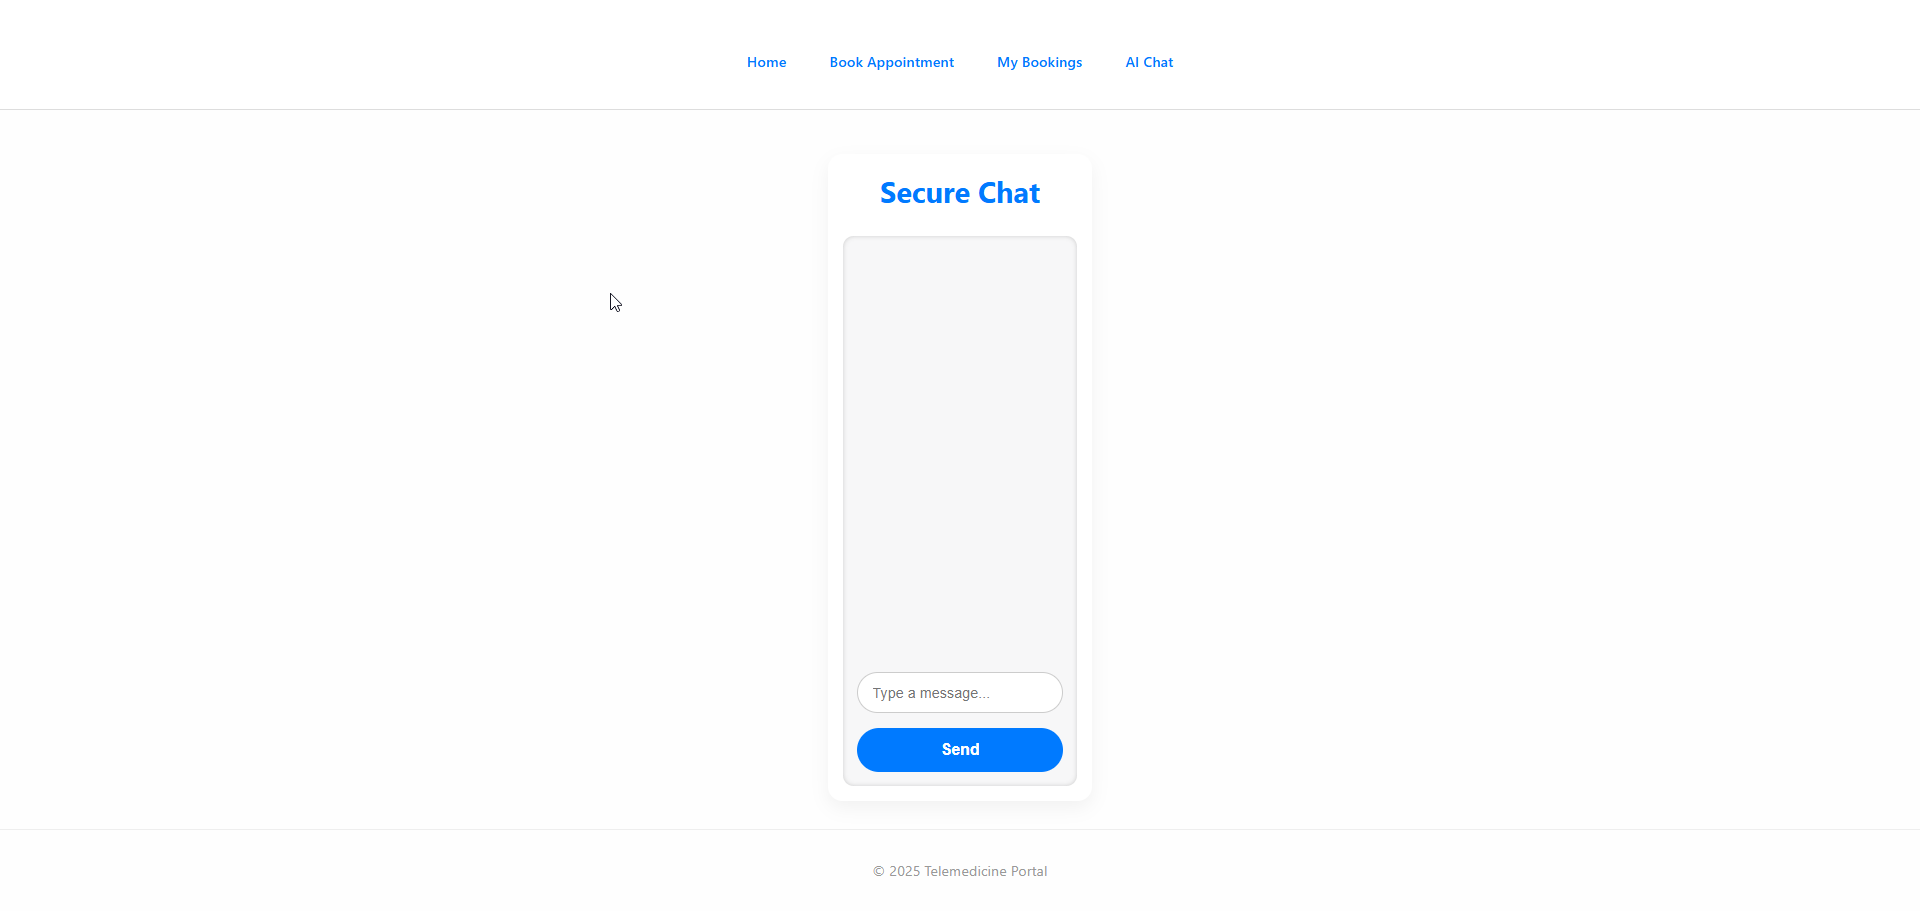 Home Book Appointment My Bookings AI Chat
Secure Chat
Type a message...
Send
© 2025 Telemedicine Portal